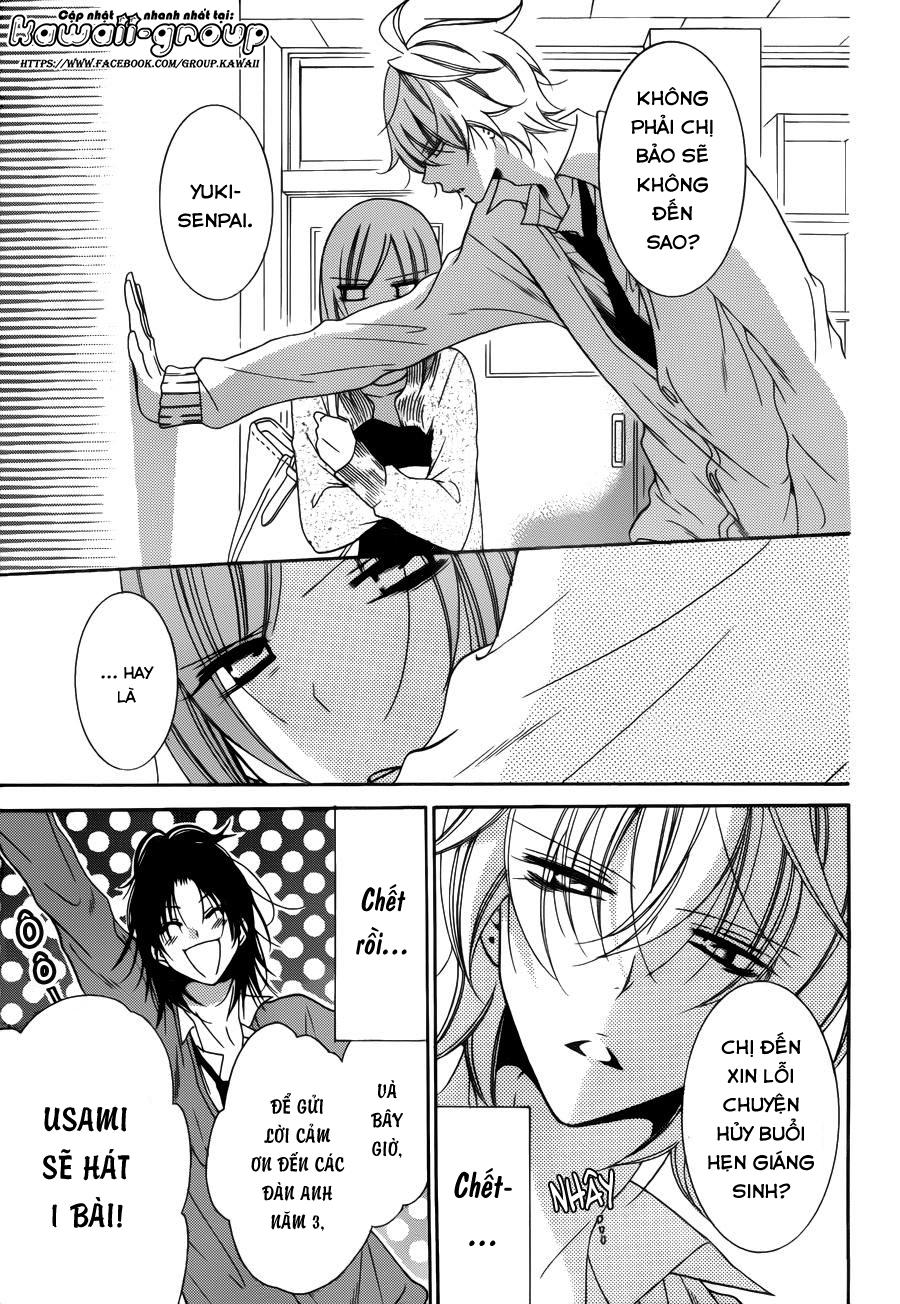 Cập nhật nhanh nhất tại:
Kawaii-group
HTTPS://WWW.FACEBOOK.COM/GROUP.KAWAII
KHÔNG
PHẢI CHỊ
BẢO SẼ
KHÔNG
ĐẾN
SAO?
YUKI-
SENPAI.
... HAY
LÀ
CHỊ ĐẾN
XIN LỖI
CHUYỆN
HỦY BUỔI
HẸN GIÁNG
SINH?
NHÂY
Chết-
...
Chết
rồi...
Ô
Ô
VÀ
BÂY
GIỜ,
ĐỂ GỬI
LỜI CẢM
ƠN ĐẾN CÁC
ĐÀN ANH
NĂM 3,
USAMI
SẼ HÁT
1 BÀI!